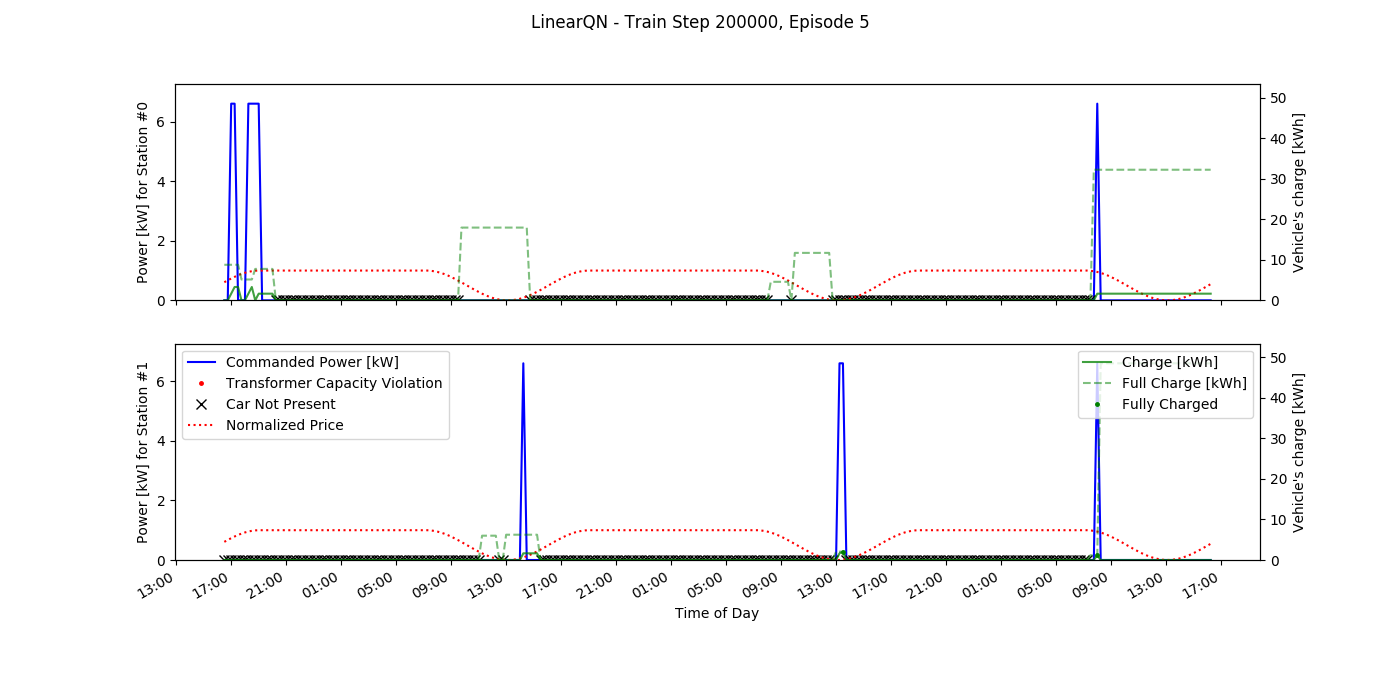 LinearQN - Train Step 200000, Episode 5
Power [kW] for Station #0
6
4
2
0
50
40
30
20
10
0
Vehicle's charge [kWh]
Power [kW] for Station #1
6
4
2
0
Commanded Power [kW]
Transformer Capacity Violation
Car Not Present
Normalized Price
Charge [kWh]
Full Charge [kWh]
Fully Charged
50
40
30
20
10
0
Vehicle's charge [kWh]
13:00 17:00 21:00 01:00 05:00 09:00 13:00 17:00 21:00 01:00 05:00 09:00 13:00 17:00 21:00 01:00 05:00 09:00 13:00 17:00
Time of Day